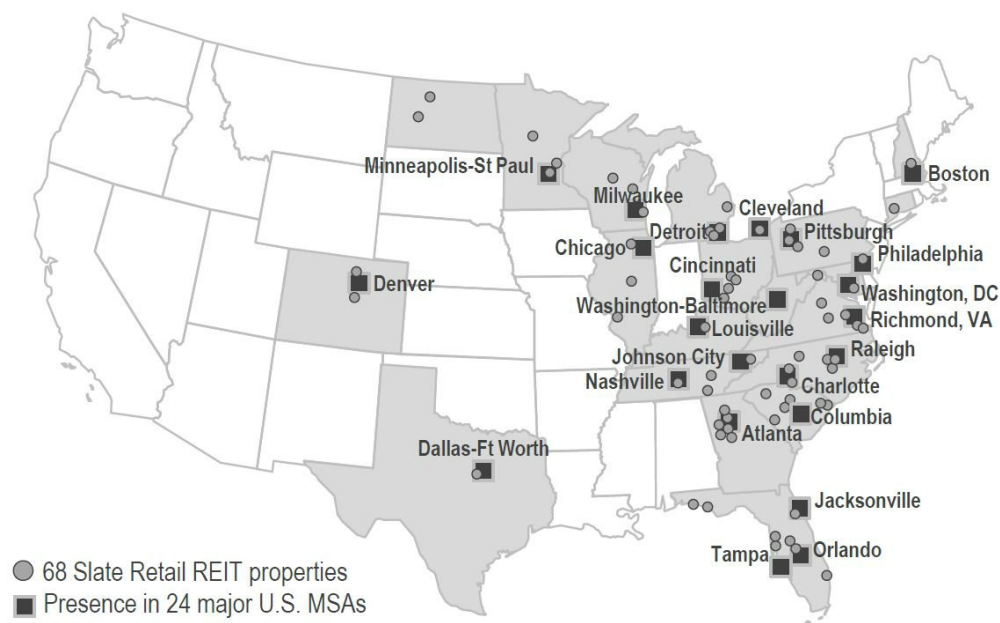 Minneapolis-St Paul
Boston
Milwaukee
Cleveland
Detroit
Pittsburgh
Chicago
Philadelphia
Cincinnati
Denver
Washington, DC
Washington-Baltimore
Richmond, VA
Louisville
Raleigh
Johnson City
Nashville
Charlotte
Columbia
Atlanta
Dallas-Ft Worth
Jacksonville
Orlando
Tampa
68 Slate Retail REIT properties
Presence in 24 major U.S. MSAs